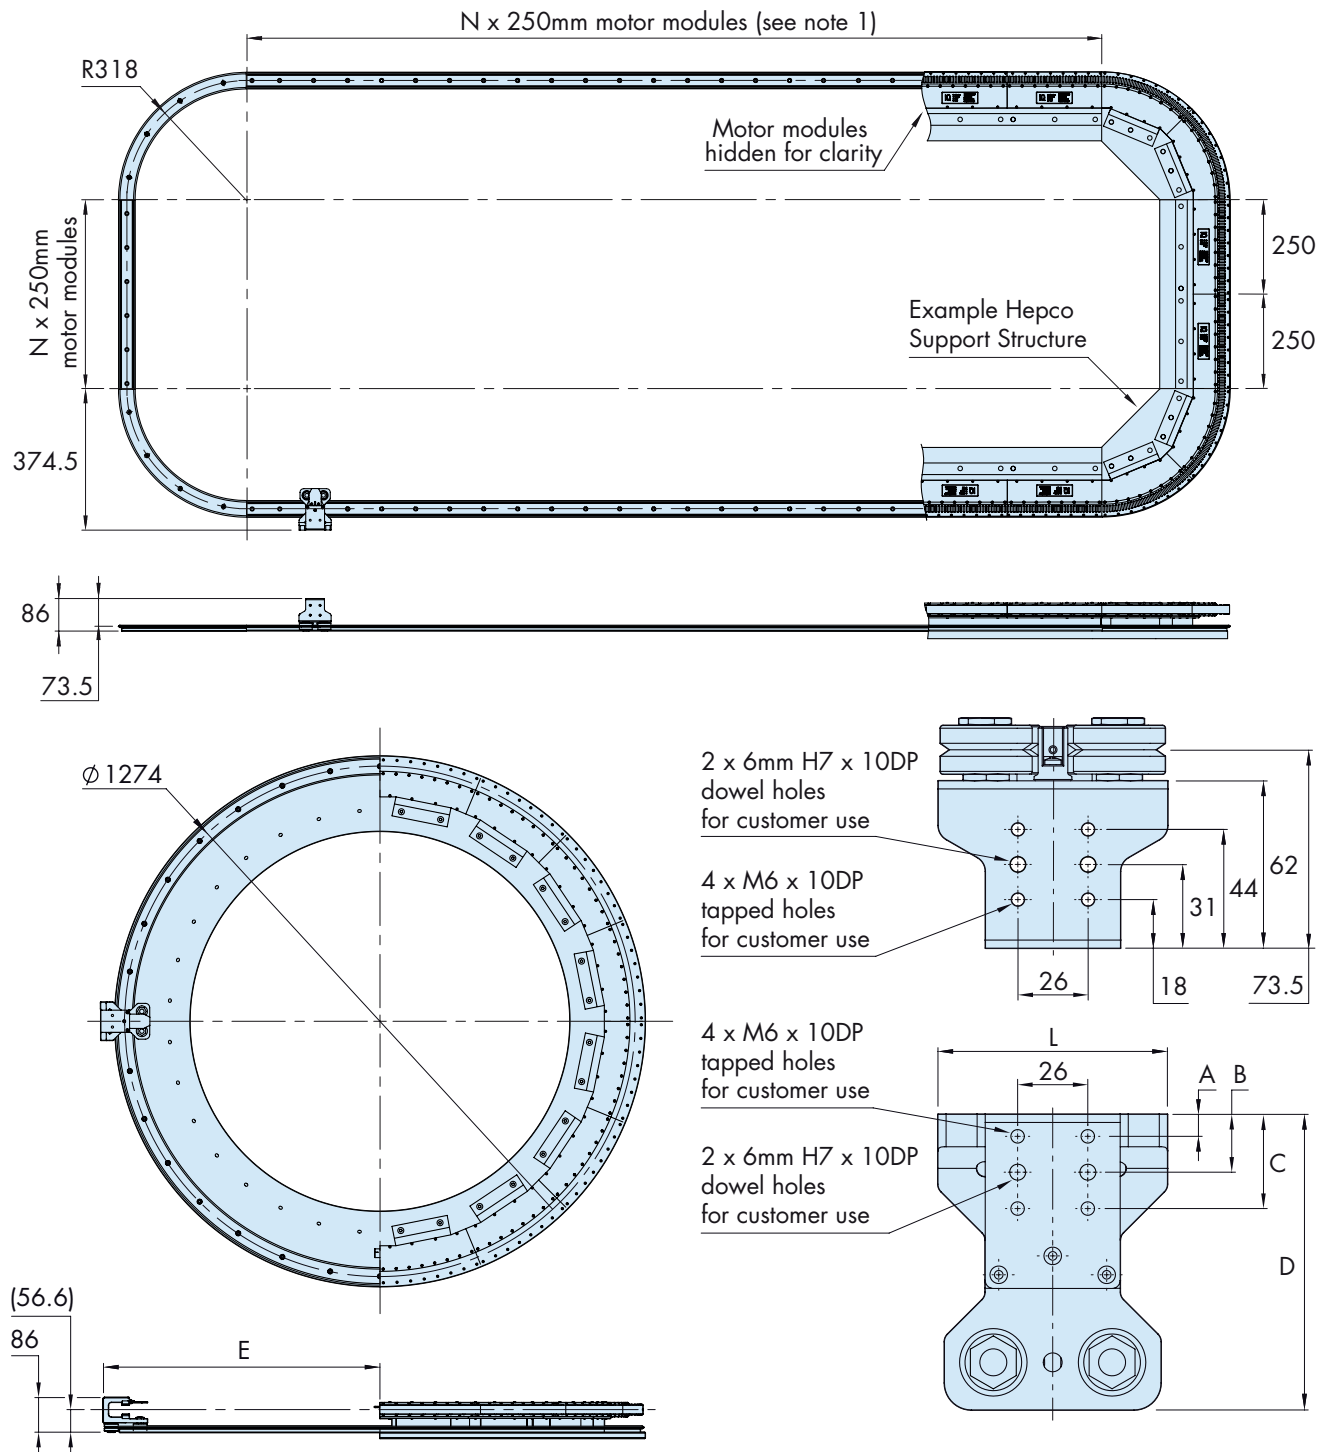 N x 250mm motor modules (see note 1)
R318
Motor modules
hidden for clarity
N x 250mm
motor modules
250
250
Example Hepco
Support Structure
374.5
86
73.5
Ø 1274
2 x 6mm H7 x 10DP
dowel holes
for customer use
4 x M6 x 10DP
tapped holes
for customer use
62
44
31
26
18
73.5
4 x M6 x 10DP
tapped holes
for customer use
L
26
A
B
2 x 6mm H7 x 10DP
dowel holes
for customer use
C
D
(56.6)
86
E